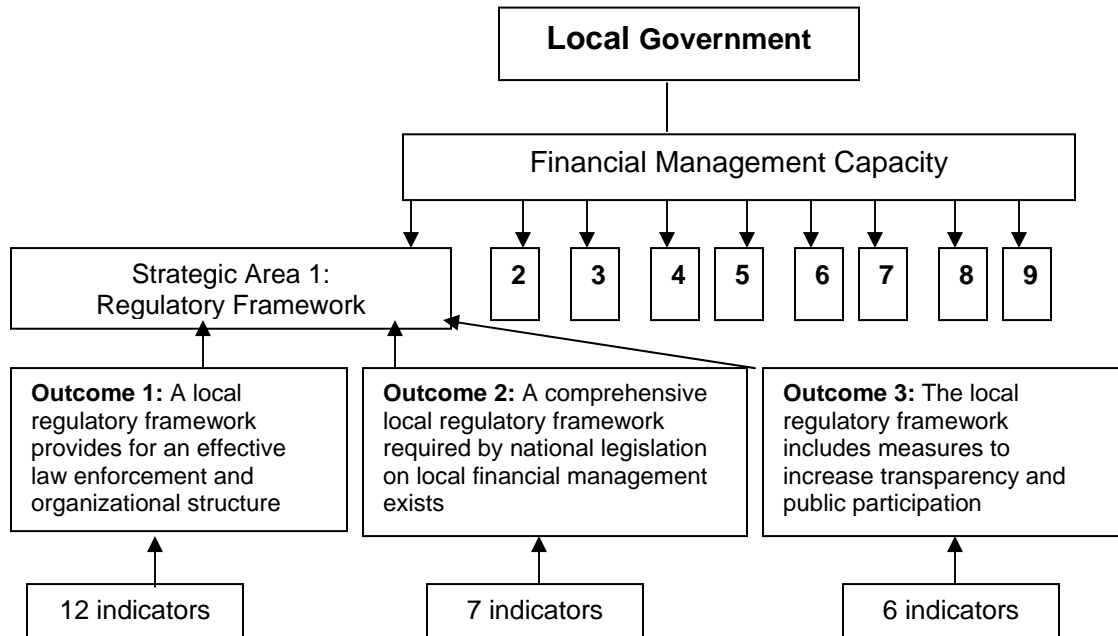 Local Government
Financial Management Capacity
Strategic Area 1:
Regulatory Framework
2
3
4
5
6
7
8
9
Outcome 1: A local
regulatory framework
provides for an effective
law enforcement and
organizational structure
Outcome 2: A comprehensive
local regulatory framework
required by national legislation
on local financial management
exists
Outcome 3: The local
regulatory framework
includes measures to
increase transparency and
public participation
12 indicators
7 indicators
6 indicators